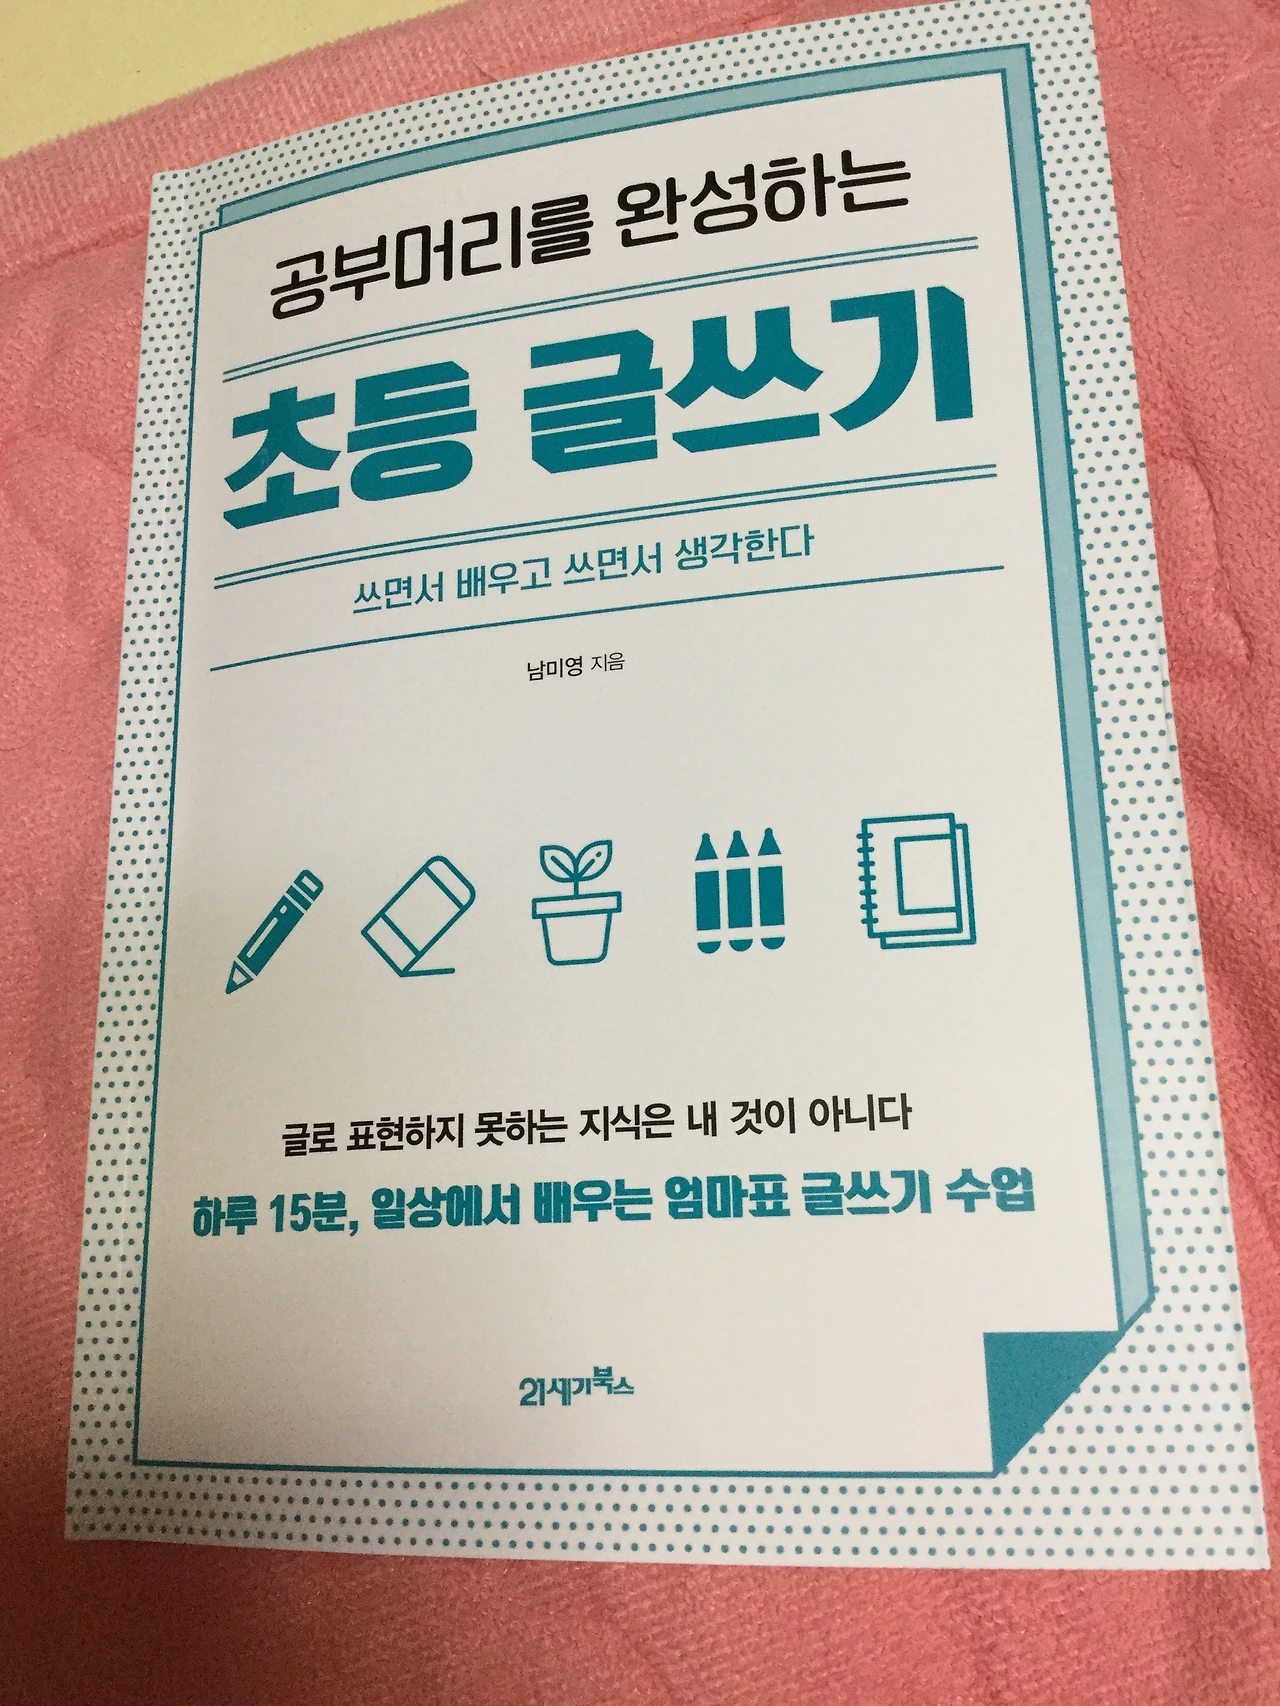 공부머리를 완성하는
초등 글쓰기
쓰면서 배우고 쓰면서 생각한다
남미영 지음
글로 표현하지 못하는 지식은 내 것이 아니다
하루 15분, 일상에서 배우는 엄마표 글쓰기 수업
21세기북스